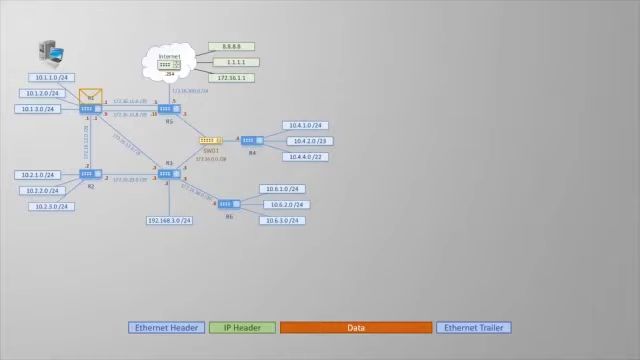 Internet
.254
8.8.8.8
1.1.1.1
172.16.1.1
10.1.1.0 /24
10.1.2.0 /24
10.1.3.0 /24
R1
R5
SW01
R4
10.4.1.0 /24
10.4.2.0 /23
10.4.4.0 /22
10.2.1.0 /24
10.2.2.0 /24
10.2.3.0 /24
R2
R3
192.168.3.0 /24
R6
10.6.1.0 /24
10.6.2.0 /24
10.6.3.0 /24
Ethernet Header
IP Header
Data
Ethernet Trailer